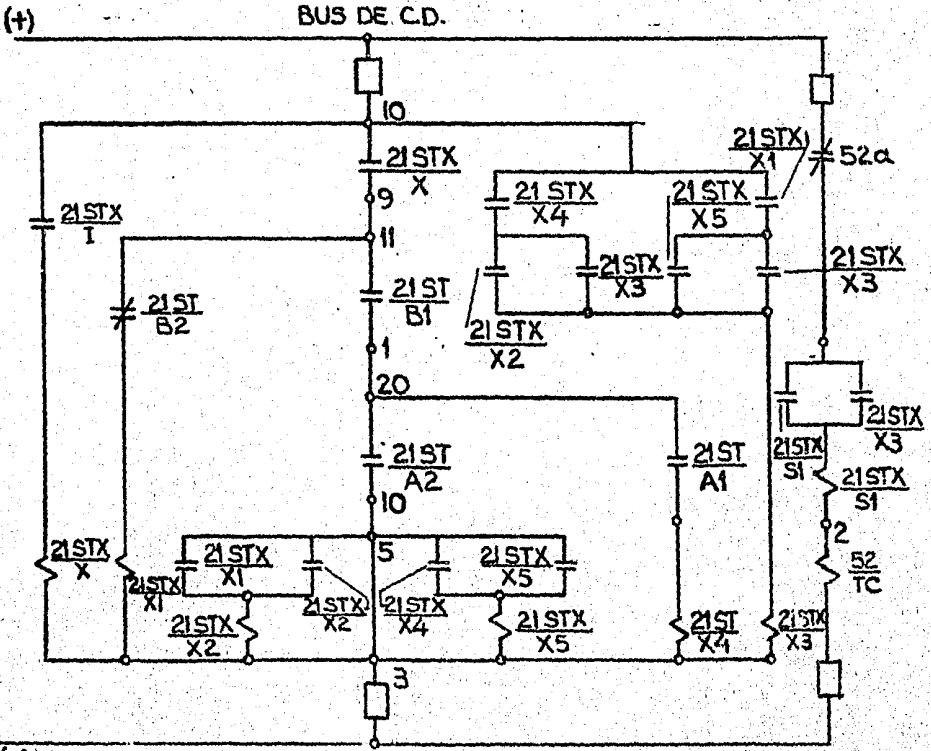 BUS DE C.D.
(+)
10
21STX
X
9
11
21STX
I
21ST
B2
21ST
B1
1
20
21STX
X1
52a
21STX
X4
21STX
X5
21STX
X3
21STX
X3
21STX
X2
21ST
A2
10
21ST
A1
21STX
S1
21STX
X3
21STX
S1
2
52
TC
5
21STX
X
21STX
X1
21STX
X1
21STX
X2
21STX
X4
21STX
X5
21STX
X2
21STX
X5
21ST
X4
21STX
X3
3